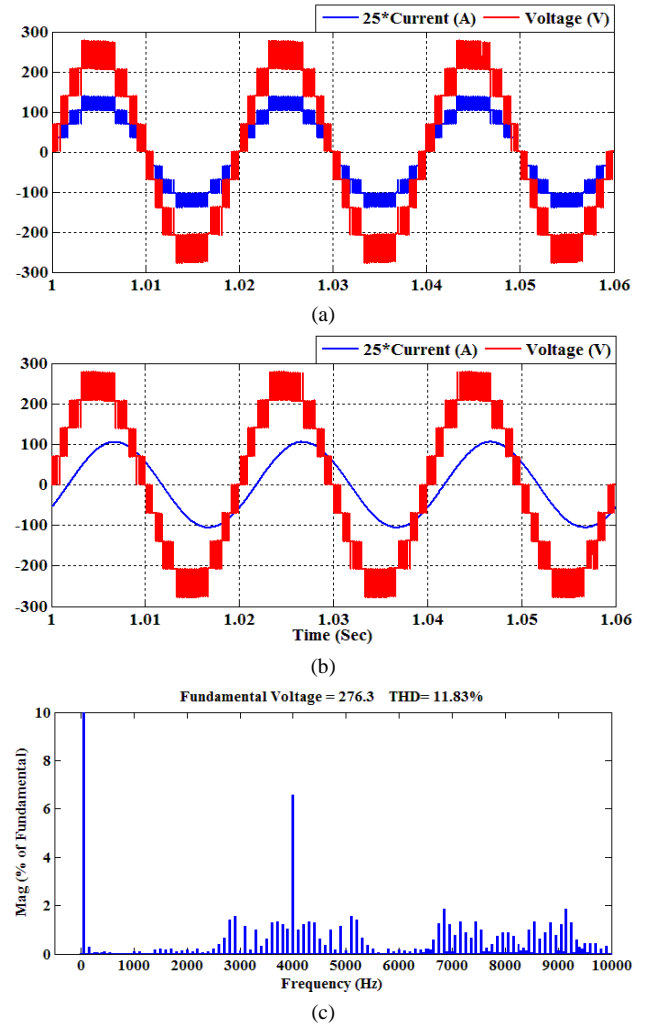 25*Current (A) Voltage (V)
300
200
100
0
-100
-200
-300
1 1.01 1.02 1.03 1.04 1.05 1.06
(a)
25*Current (A) Voltage (V)
300
200
100
0
-100
-200
-300
1 1.01 1.02 1.03 1.04 1.05 1.06
Time (Sec)
(b)
Fundamental Voltage = 276.3 THD= 11.83%
Mag (% of Fundamental)
10
8
6
4
2
0
0 1000 2000 3000 4000 5000 6000 7000 8000 9000 10000
Frequency (Hz)
(c)